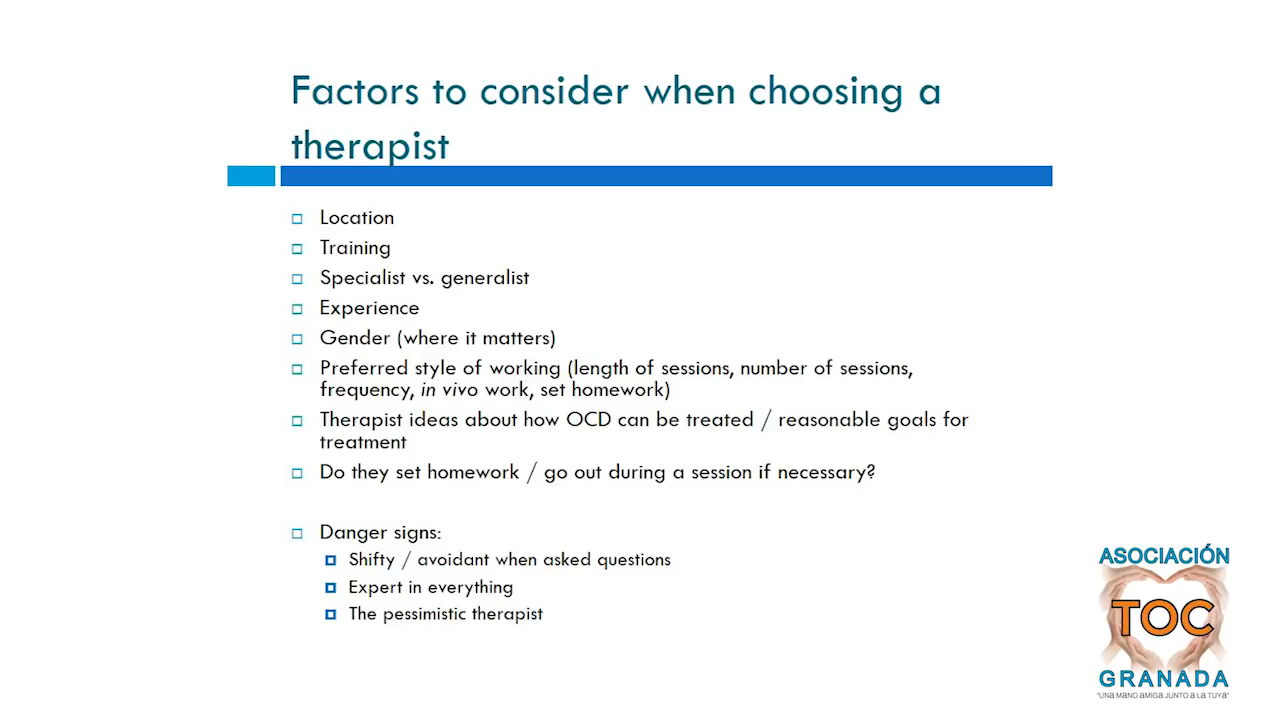 Factors to consider when choosing a
therapist
Location
Training
Specialist vs. generalist
Experience
Gender (where it matters)
Preferred style of working (length of sessions, number of sessions,
frequency, in vivo work, set homework)
Therapist ideas about how OCD can be treated / reasonable goals for
treatment
Do they set homework / go out during a session if necessary?
Danger signs:
Shifty / avoidant when asked questions
Expert in everything
The pessimistic therapist
ASOCIACIÓN
TOC
GRANADA
"UNA MANO AMIGA JUNTO A LA TUYA"